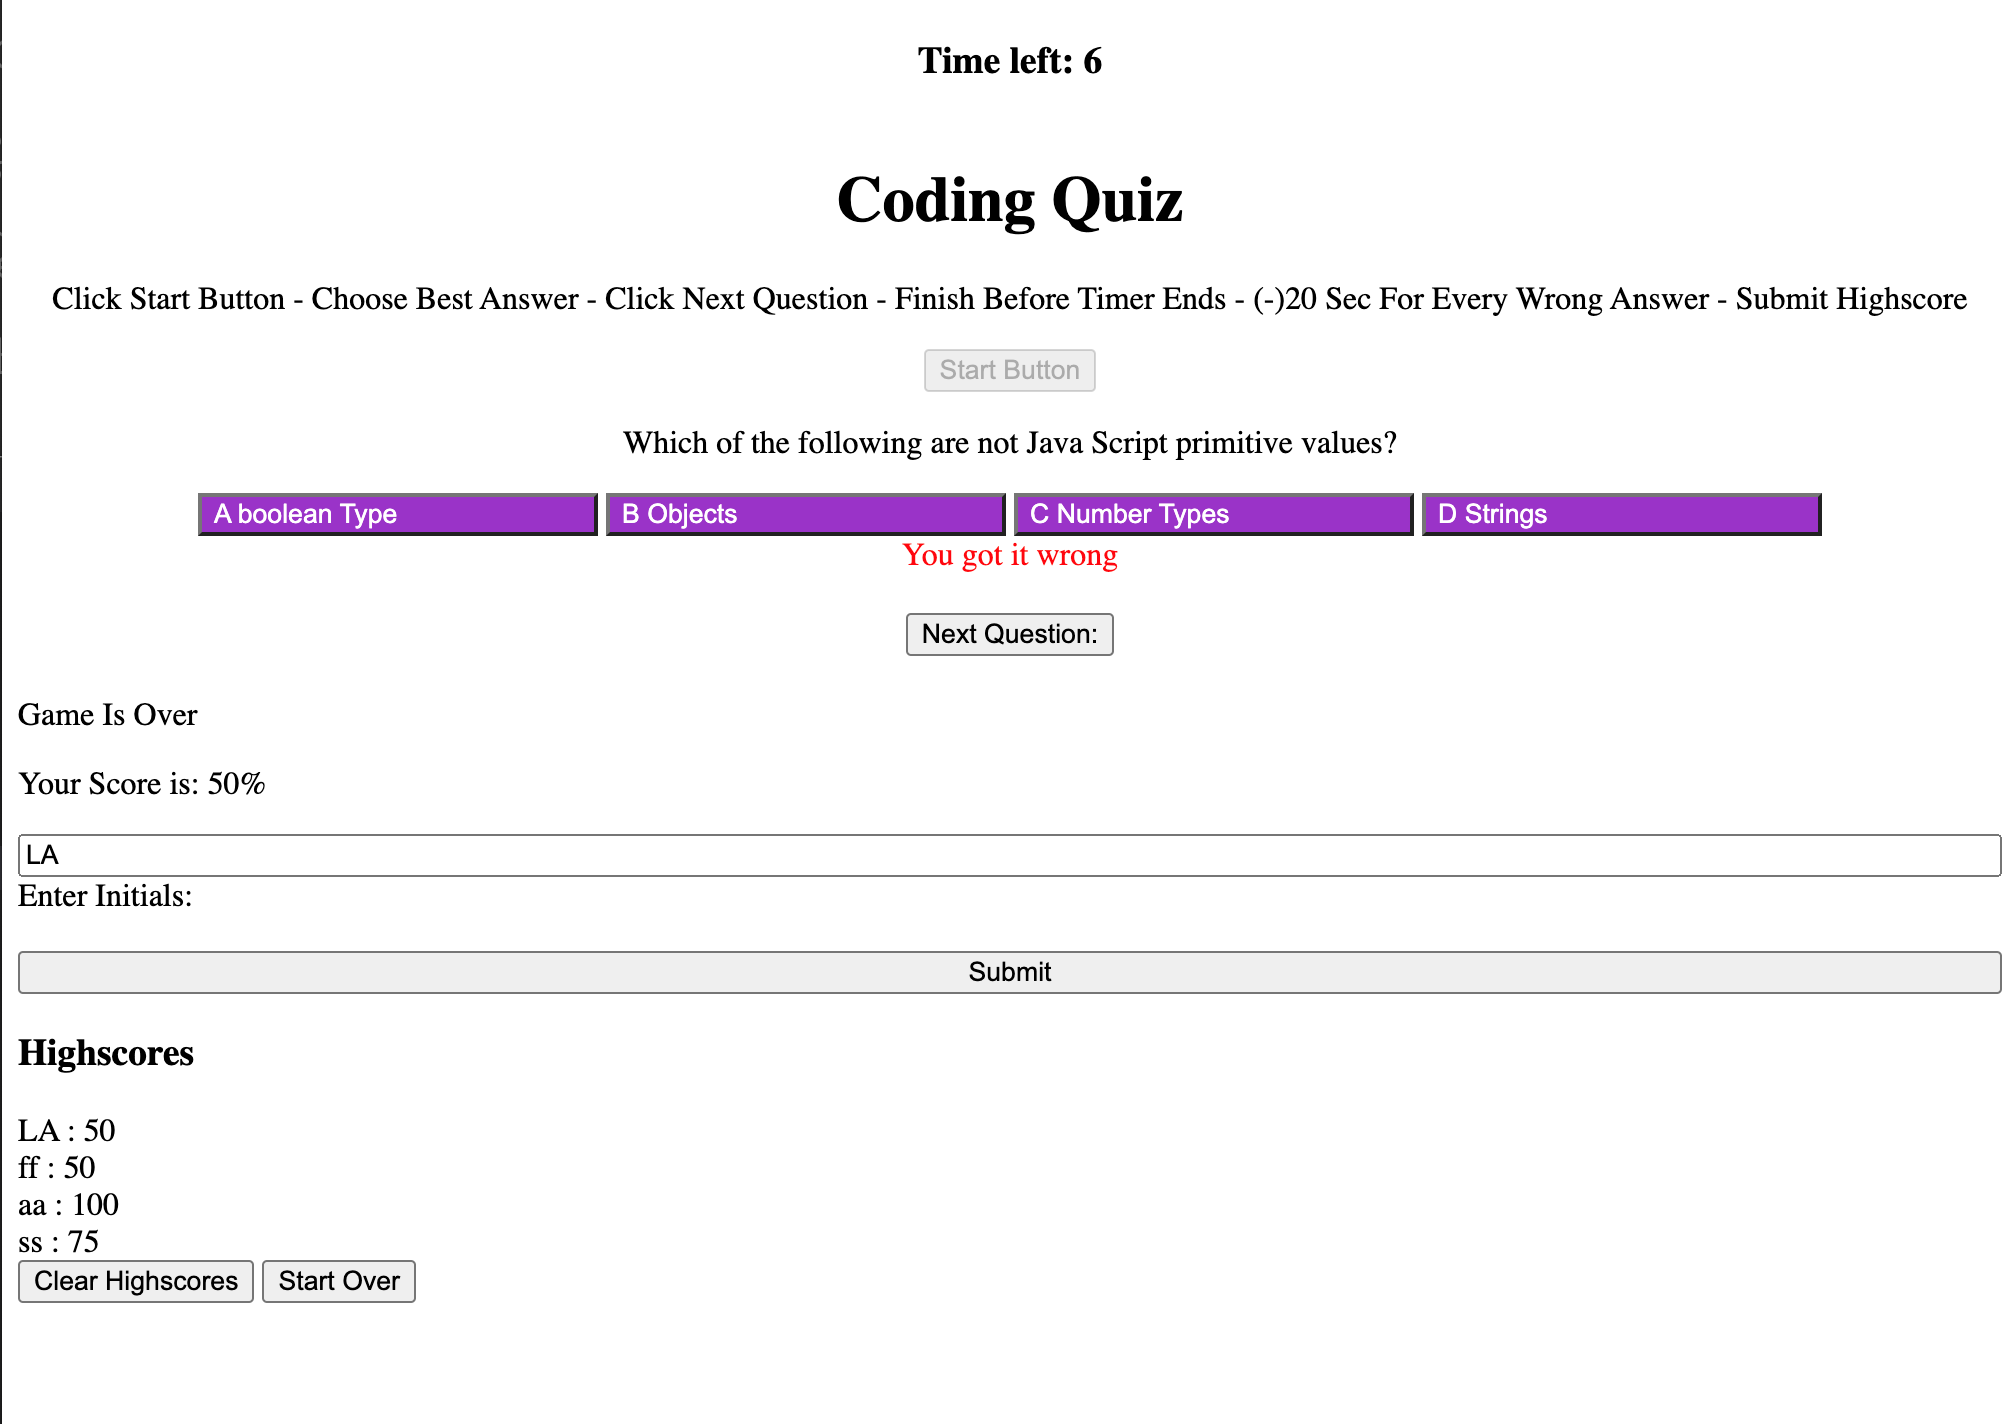 Time left: 6
Coding Quiz
Click Start Button - Choose Best Answer - Click Next Question - Finish Before Timer Ends - (-)20 Sec For Every Wrong Answer - Submit Highscore
Start Button
Which of the following are not Java Script primitive values?
A boolean Type B Objects C Number Types D Strings
You got it wrong
Next Question:
Game Is Over
Your Score is: 50%
LA
Enter Initials:
Submit
Highscores
LA : 50
ff : 50
aa : 100
ss : 75
Clear Highscores Start Over